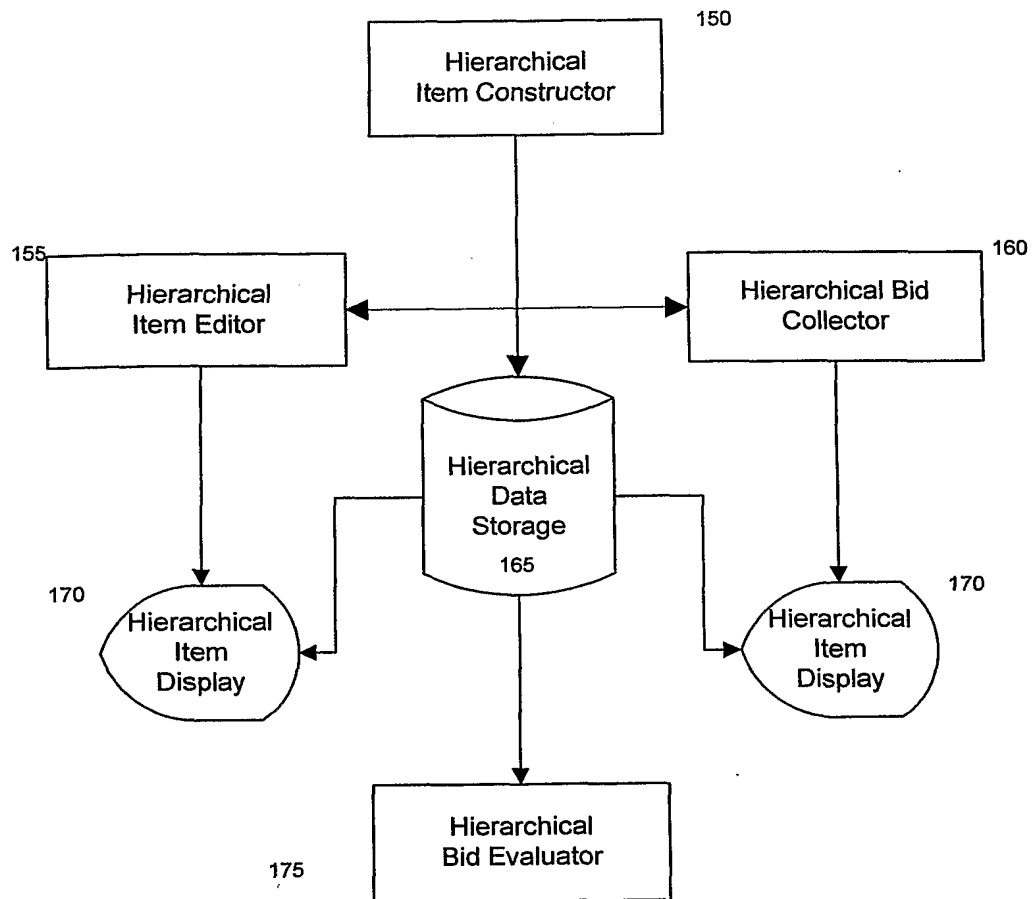 150
Hierarchical
Item Constructor
155
Hierarchical
Item Editor
160
Hierarchical Bid
Collector
Hierarchical
Data
Storage
165
170
Hierarchical
Item
Display
170
Hierarchical
Item
Display
Hierarchical
Bid Evaluator
175